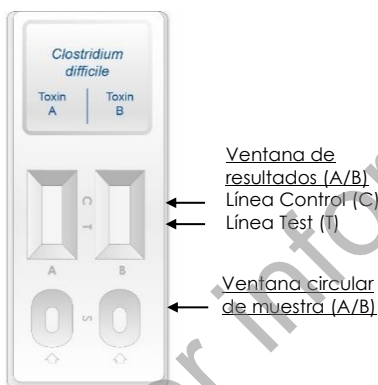 Clostridium
difficile
Toxin A | Toxin B
Ventana de
resultados (A/B)
C
Línea Control (C)
T
Línea Test (T)
A B
Ventana circular
de muestra (A/B)
S